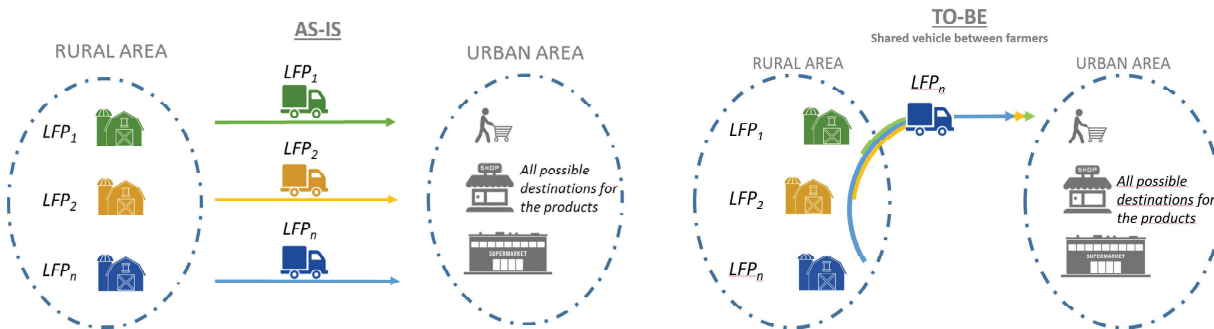 AS-IS
RURAL AREA
URBAN AREA
LFP1
LFP1
LFP2
LFP2
LFPn
LFPn
SHOP
All possible
destinations for
the products
SUPERMARKET
TO-BE
Shared vehicle between farmers
RURAL AREA
URBAN AREA
LFPn
LFP1
LFP2
LFPn
SHOP
All possible
destinations for
the products
SUPERMARKET